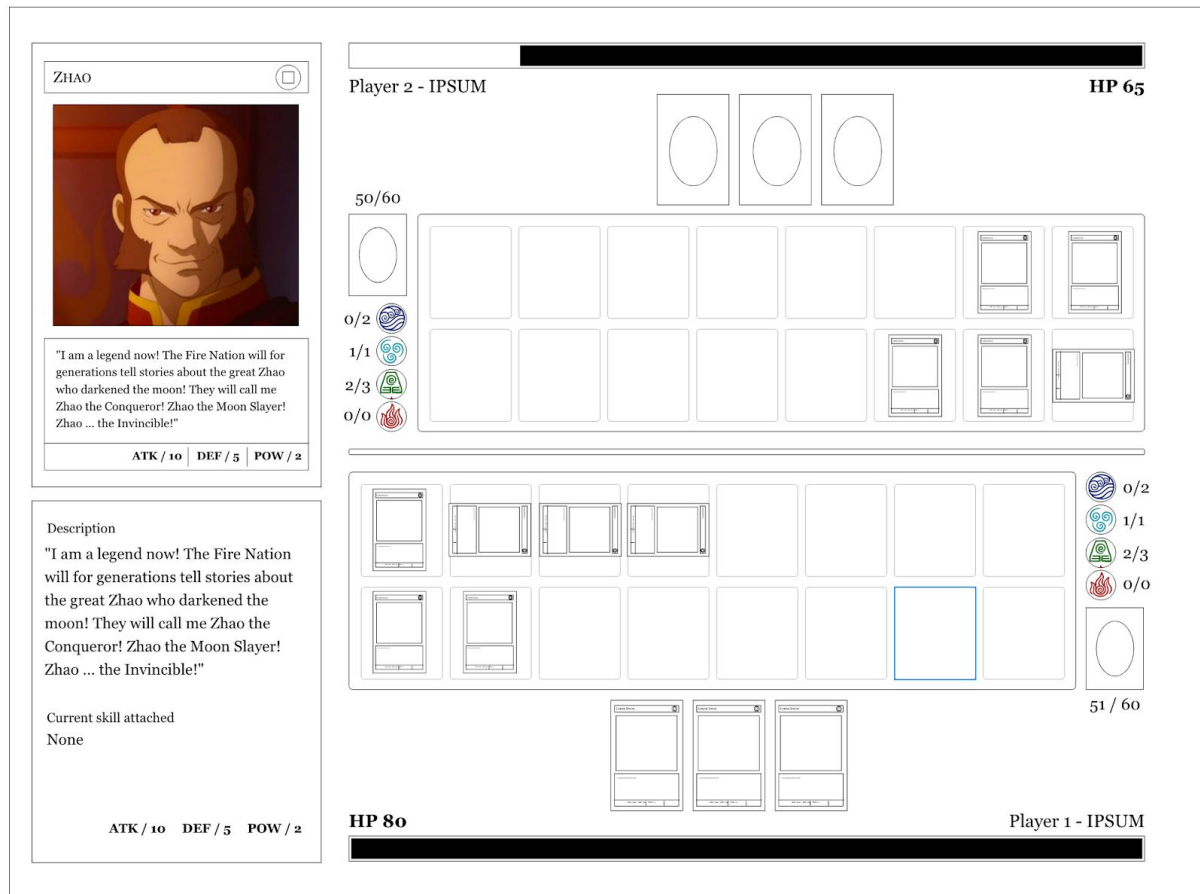 ZHAO
"I am a legend now! The Fire Nation will for
generations tell stories about the great Zhao
who darkened the moon! They will call me
Zhao the Conqueror! Zhao the Moon Slayer!
Zhao ... the Invincible!"
ATK / 10 DEF / 5 POW / 2
Description
"I am a legend now! The Fire Nation
will for generations tell stories about
the great Zhao who darkened the
moon! They will call me Zhao the
Conqueror! Zhao the Moon Slayer!
Zhao ... the Invincible!"
Current skill attached
None
ATK / 10 DEF / 5 POW / 2
Player 2 - IPSUM
HP 65
50/60
0/2
1/1
2/3
0/0
0/2
1/1
2/3
0/0
51 / 60
HP 80
Player 1 - IPSUM